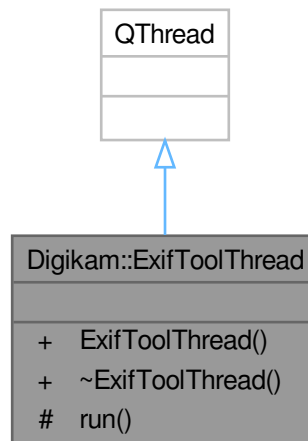 QThread
Digikam::ExifToolThread
+ ExifToolThread()
+ ~ExifToolThread()
# run()